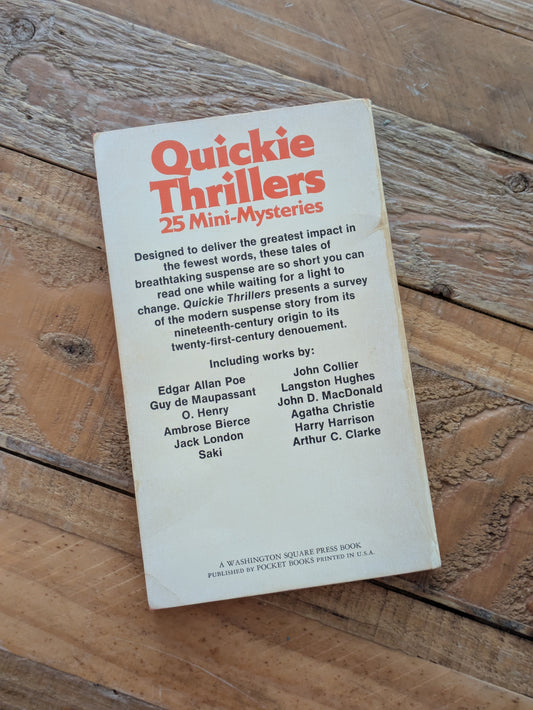 Quickie
Thrillers
25 Mini-Mysteries
Designed to deliver the greatest impact in
the fewest words, these tales of
breathtaking suspense are so short you can
read one while waiting for a light to
change. Quickie Thrillers presents a survey
of the modern suspense story from its
nineteenth-century origin to its
twenty-first-century denouement.
Including works by:
Edgar Allan Poe
Guy de Maupassant
O. Henry
Ambrose Bierce
Jack London
Saki
John Collier
Langston Hughes
John D. MacDonald
Agatha Christie
Harry Harrison
Arthur C. Clarke
A WASHINGTON SQUARE PRESS BOOK
PUBLISHED BY POCKET BOOKS PRINTED IN U.S.A.